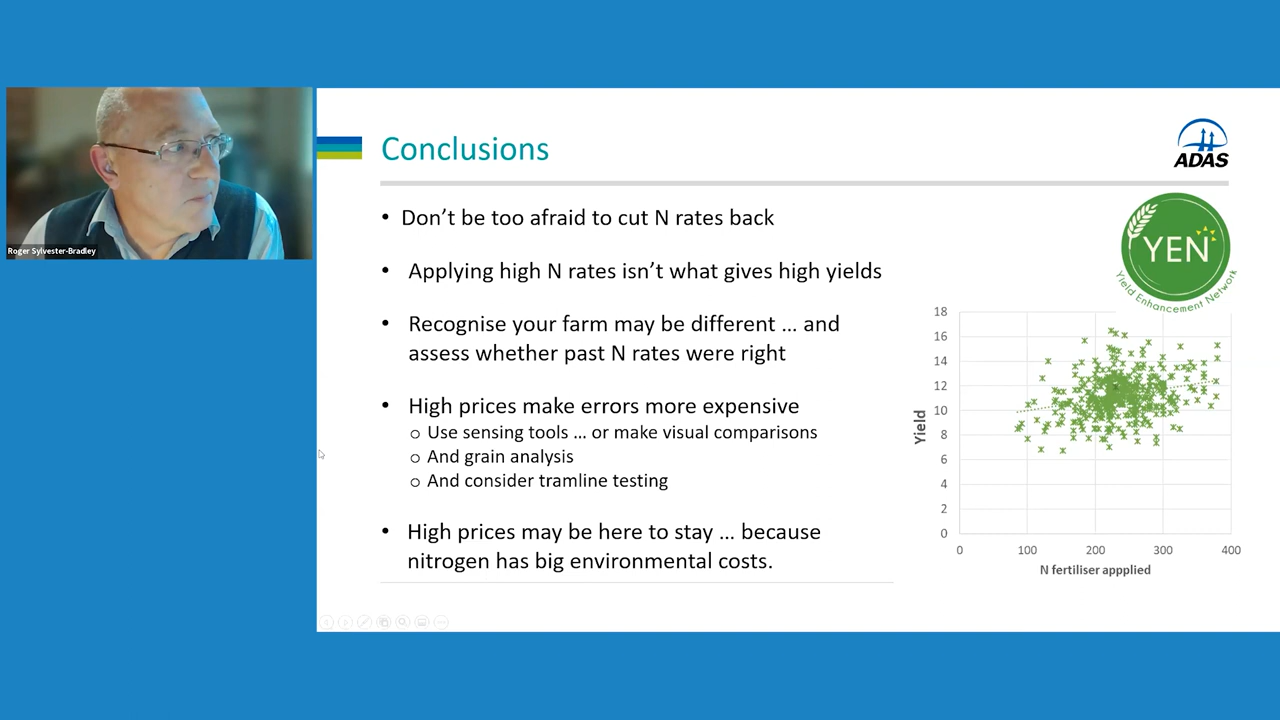 Roger Sylvester-Bradley
Conclusions
ADAS
• Don’t be too afraid to cut N rates back
• Applying high N rates isn’t what gives high yields
• Recognise your farm may be different … and
assess whether past N rates were right
• High prices make errors more expensive
o Use sensing tools … or make visual comparisons
o And grain analysis
o And consider tramline testing
• High prices may be here to stay … because
nitrogen has big environmental costs.
YEN
Yield Enhancement Network
18
16
14
12
10
8
6
4
2
0
Yield
0 100 200 300 400
N fertiliser appplied